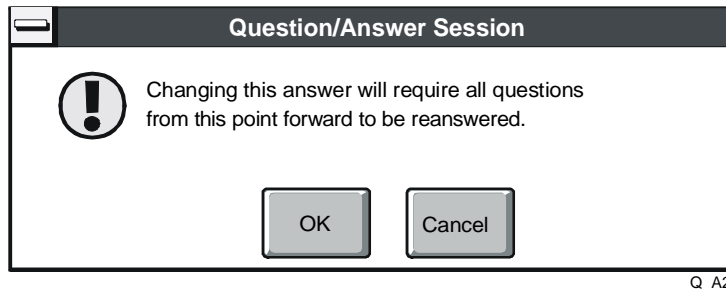 Question/Answer Session
Changing this answer will require all questions
from this point forward to be reanswered.
OK Cancel
Q_A2